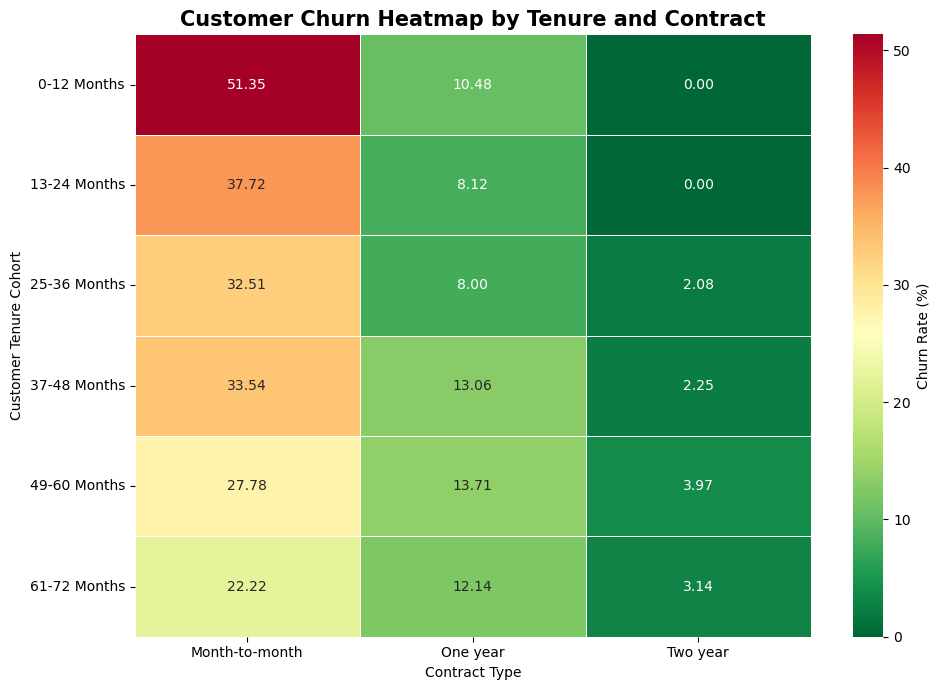 Customer Churn Heatmap by Tenure and Contract
Customer Tenure Cohort
0-12 Months 51.35 10.48 0.00
13-24 Months 37.72 8.12 0.00
25-36 Months 32.51 8.00 2.08
37-48 Months 33.54 13.06 2.25
49-60 Months 27.78 13.71 3.97
61-72 Months 22.22 12.14 3.14
Month-to-month One year Two year
Contract Type
50
40
30
20
10
0
Churn Rate (%)